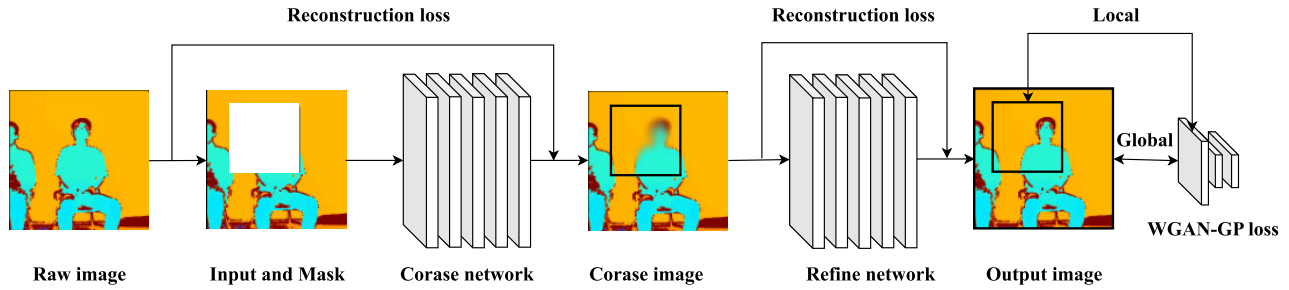 Reconstruction loss
Reconstruction loss
Local
Global
WGAN-GP loss
Raw image
Input and Mask
Corase network
Corase image
Refine network
Output image